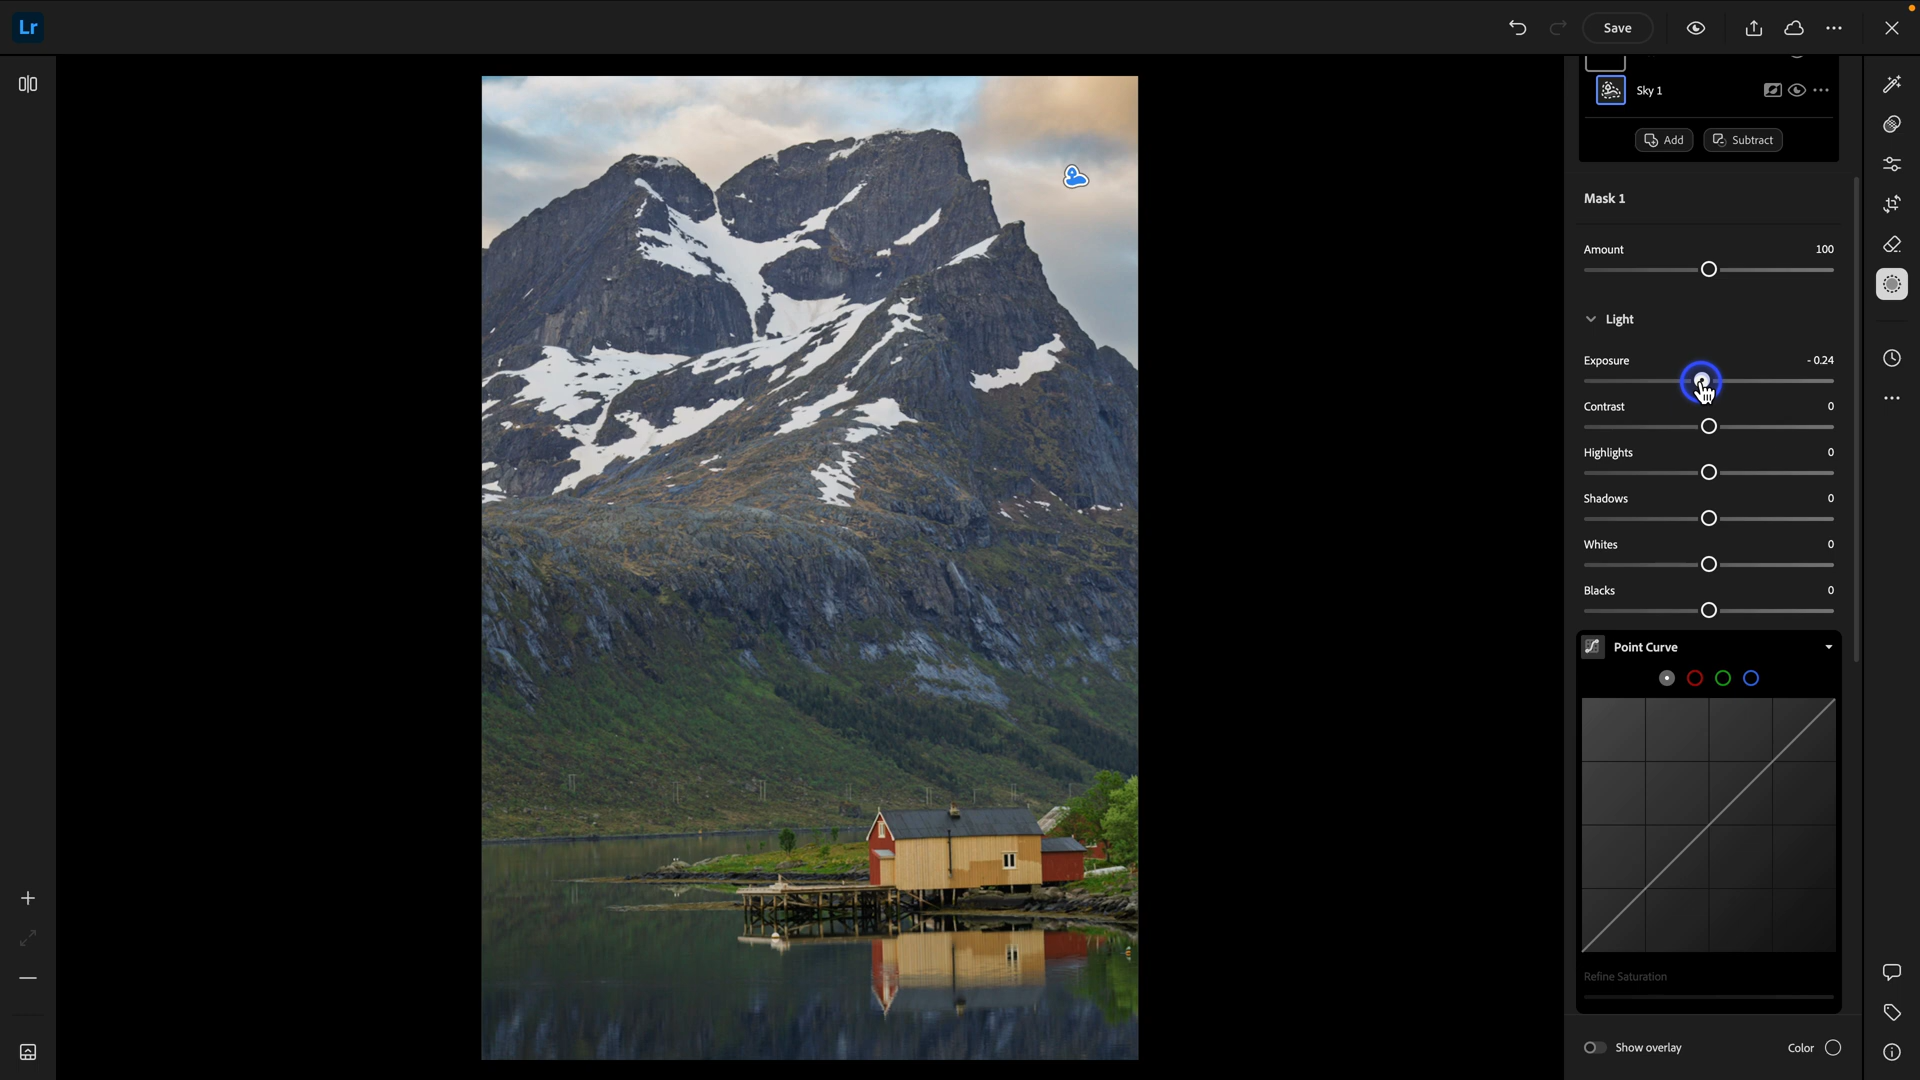 Lr
Save
Sky 1
Add
Subtract
Mask 1
Amount 100
Light
Exposure - 0.24
Contrast 0
Highlights 0
Shadows 0
Whites 0
Blacks 0
Point Curve
Refine Saturation
Show overlay
Color